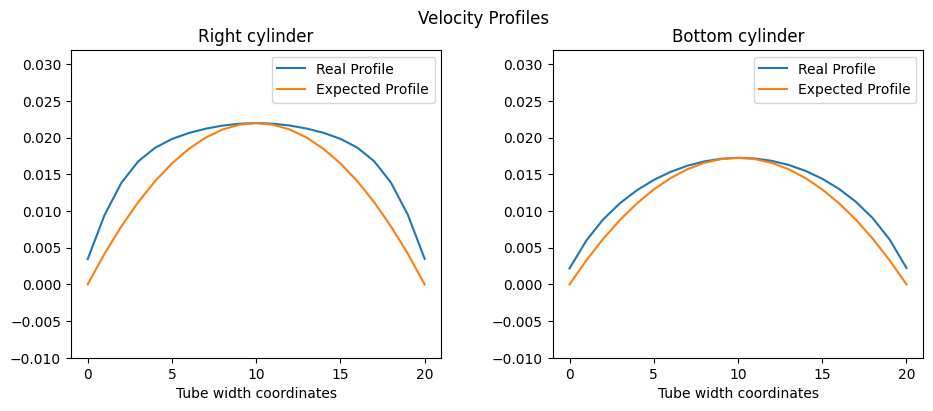 Velocity Profiles
Right cylinder
Real Profile
Expected Profile
0.030
0.025
0.020
0.015
0.010
0.005
0.000
−0.005
−0.010
0 5 10 15 20
Tube width coordinates
Bottom cylinder
Real Profile
Expected Profile
0.030
0.025
0.020
0.015
0.010
0.005
0.000
−0.005
−0.010
0 5 10 15 20
Tube width coordinates